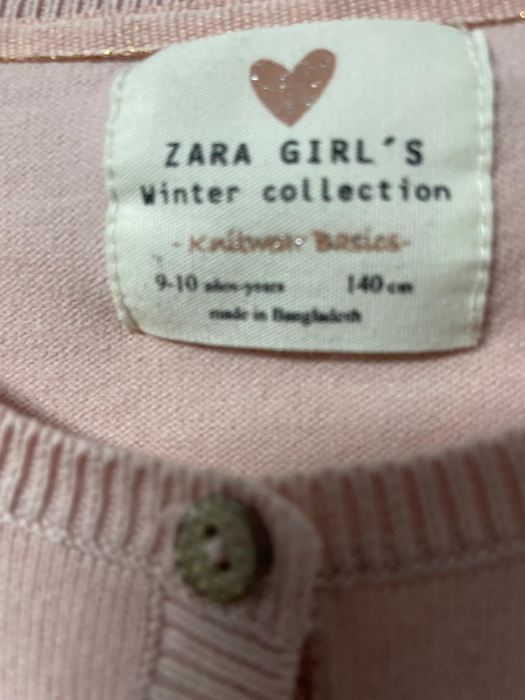 ZARA GIRL´S
Winter collection
- Knitwear Basics-
9-10 años-years 140 cm
made in Bangladesh